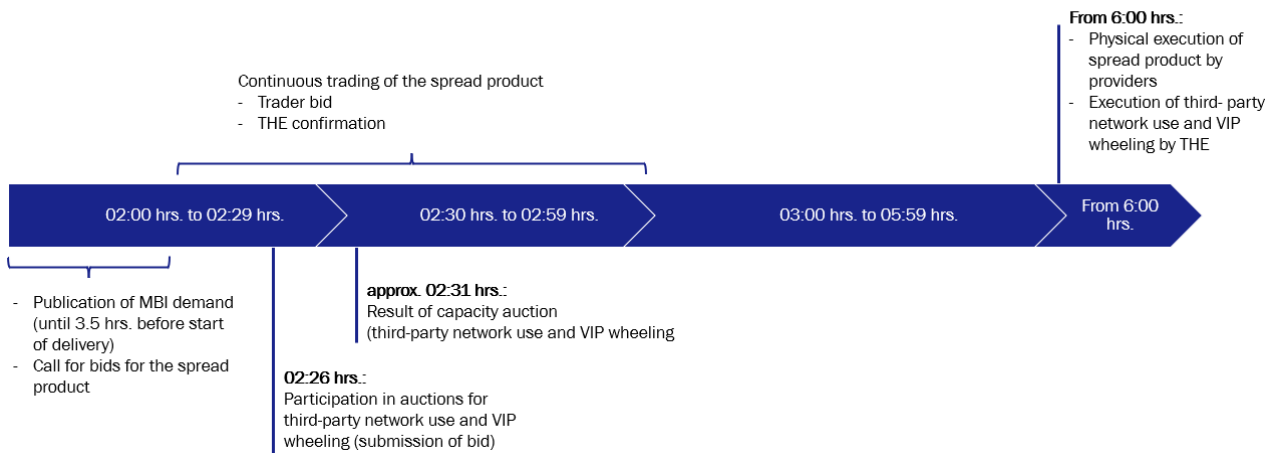 From 6:00 hrs.:
- Physical execution of
spread product by
providers
- Execution of third- party
network use and VIP
wheeling by THE
Continuous trading of the spread product
- Trader bid
- THE confirmation
02:00 hrs. to 02:29 hrs.
02:30 hrs. to 02:59 hrs.
03:00 hrs. to 05:59 hrs.
From 6:00
hrs.
- Publication of MBI demand
(until 3.5 hrs. before start
of delivery)
- Call for bids for the spread
product
approx. 02:31 hrs.:
Result of capacity auction
(third-party network use and VIP wheeling
02:26 hrs.:
Participation in auctions for
third-party network use and VIP
wheeling (submission of bid)